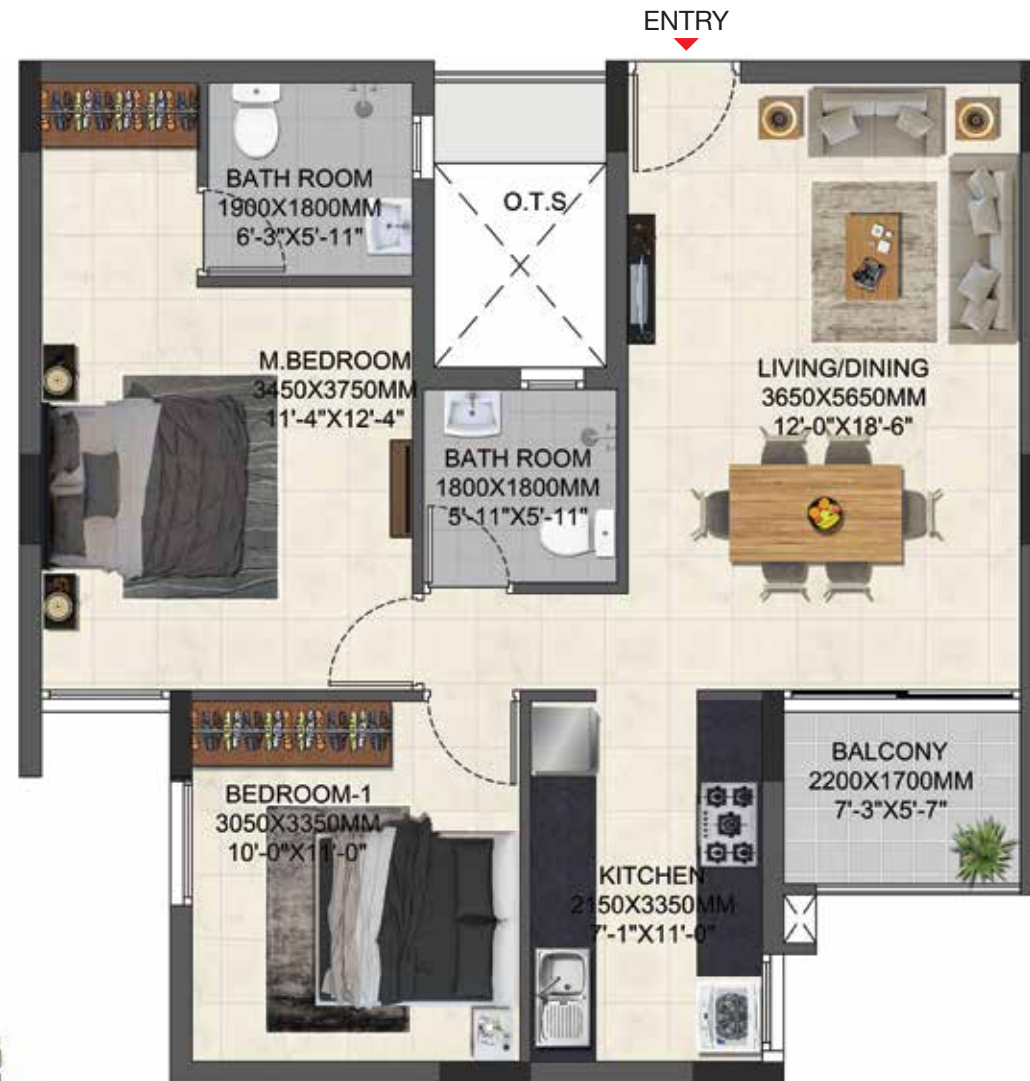 ENTRY
BATH ROOM
1900X1800MM
6'-3"X5'-11"
O.T.S
M.BEDROOM
3450X3750MM
11'-4"X12'-4"
LIVING/DINING
3650X5650MM
12'-0"X18'-6"
BATH ROOM
1800X1800MM
5'-11"X5'-11"
BEDROOM-1
3050X3350MM
10'-0"X11'-0"
KITCHEN
2150X3350MM
7'-1"X11'-0"
BALCONY
2200X1700MM
7'-3"X5'-7"